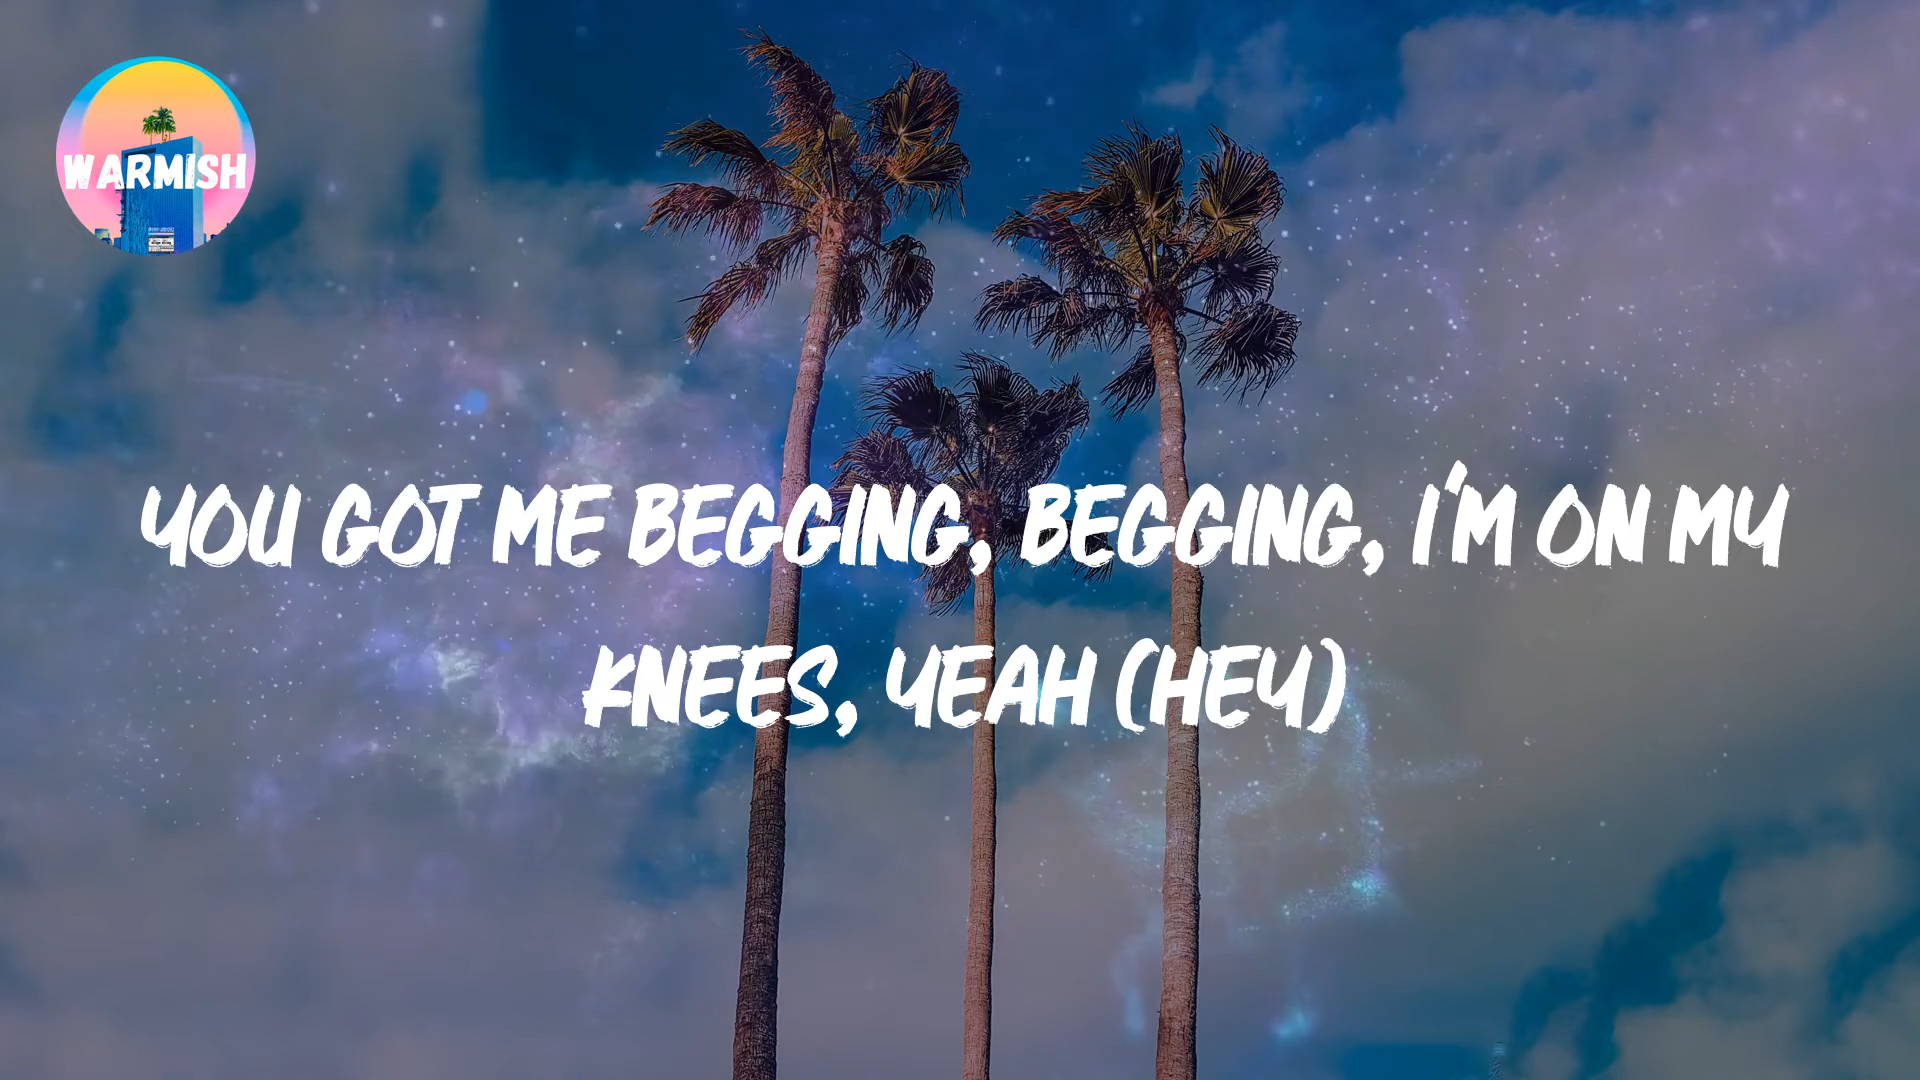 WARMISH
YOU GOT ME BEGGING, BEGGING, I'M ON MY
KNEES, YEAH (HEY)